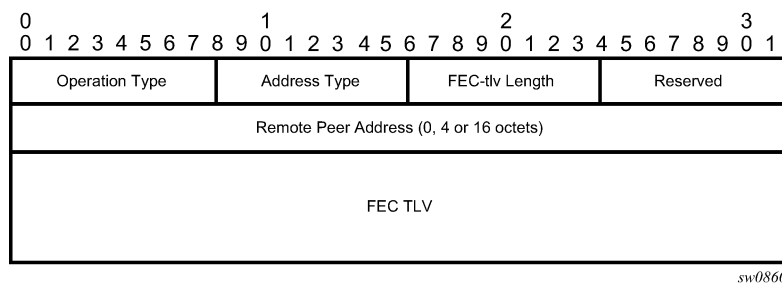 0 1 2 3
0 1 2 3 4 5 6 7 8 9 0 1 2 3 4 5 6 7 8 9 0 1 2 3 4 5 6 7 8 9 0 1
Operation Type Address Type FEC-tlv Length Reserved
Remote Peer Address (0, 4 or 16 octets)
FEC TLV
sw0860